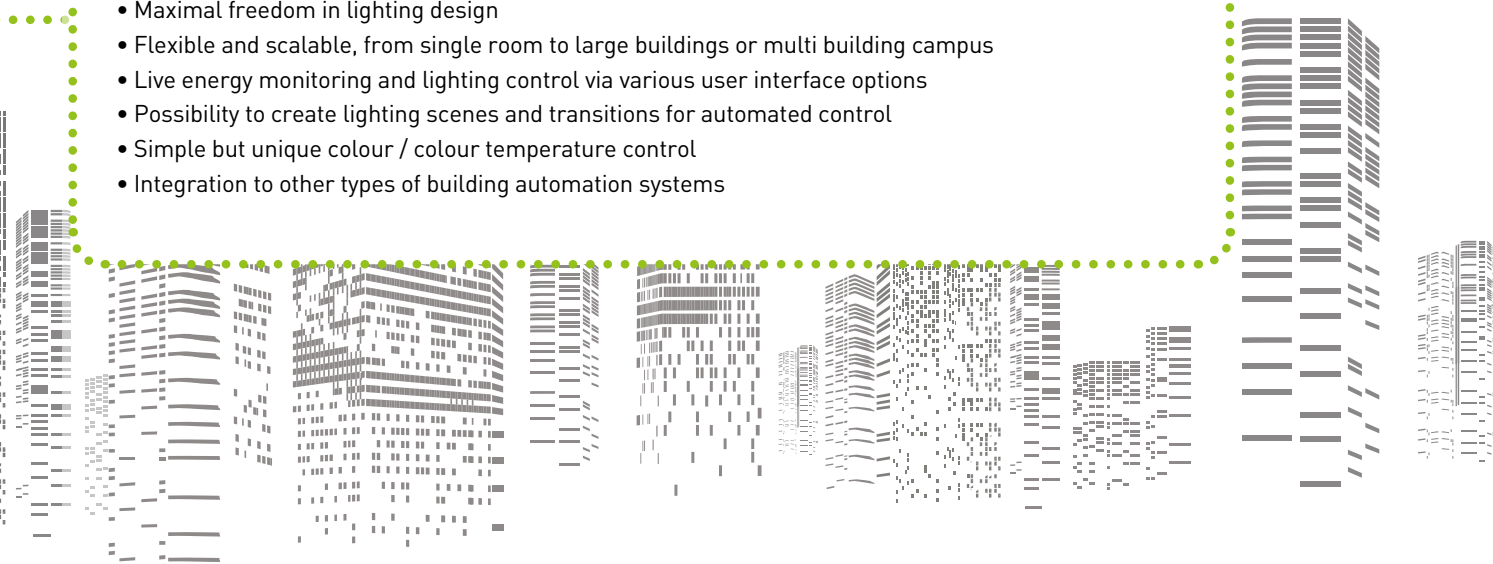 • Maximal freedom in lighting design
• Flexible and scalable, from single room to large buildings or multi building campus
• Live energy monitoring and lighting control via various user interface options
• Possibility to create lighting scenes and transitions for automated control
• Simple but unique colour / colour temperature control
• Integration to other types of building automation systems